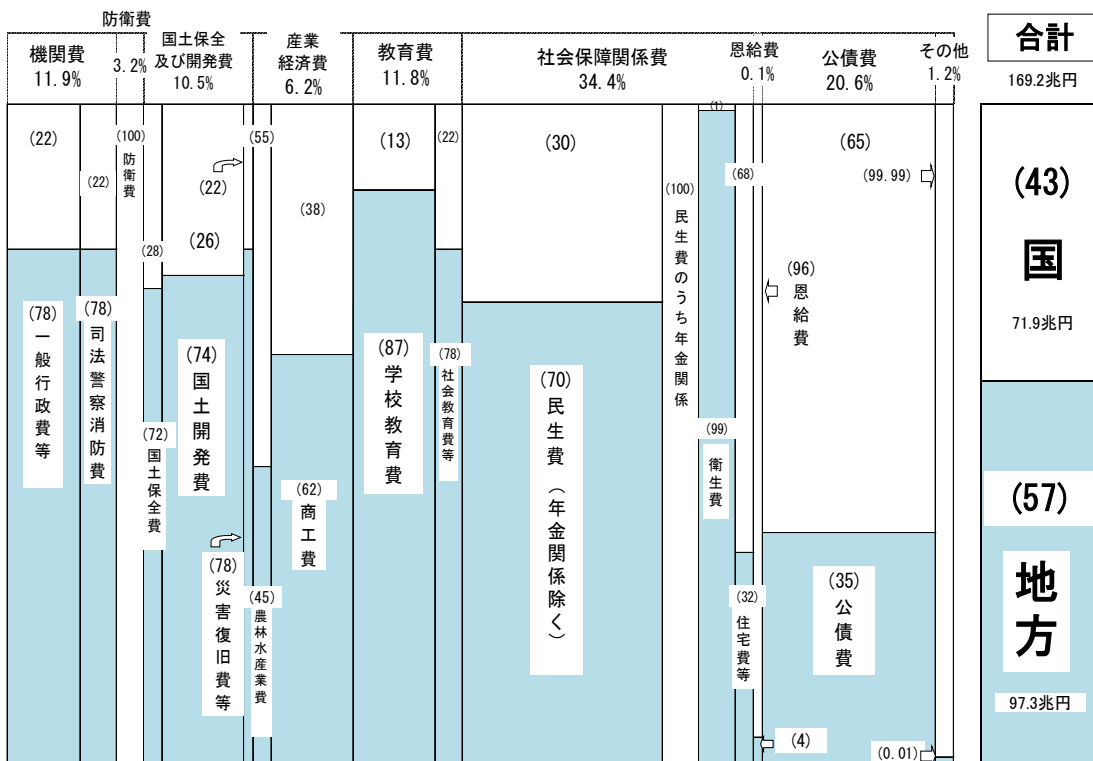 防衛費
機関費
11.9%
3.2%
国土保全
及び開発費
10.5%
産業
経済費
6.2%
教育費
11.8%
社会保障関係費
34.4%
恩給費
0.1%
公債費
20.6%
その他
1.2%
合計
169.2兆円
(22)
(22)
(100)
防衛費
(28)
(22)
(26)
(55)
(38)
(13)
(22)
(30)
(100)
民生費のうち年金関係
(1)
(68)
(96)
恩給費
(65)
(99.99)
(43)
国
71.9兆円
(78)
一般行政費等
(78)
司法警察消防費
(72)
国土保全費
(74)
国土開発費
(78)
災害復旧費等
(45)
農林水産業費
(62)
商工費
(87)
学校教育費
(78)
社会教育費等
(70)
民生費（年金関係除く）
(99)
衛生費
(32)
住宅費等
(4)
(35)
公債費
(0.01)
(57)
地方
97.3兆円